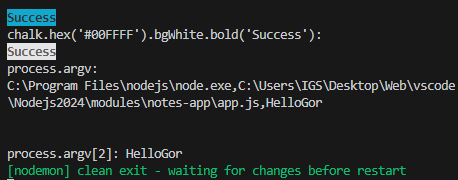 Success
chalk.hex('#00FFFF').bgWhite.bold('Success'):
Success
process.argv:
C:\Program Files\nodejs\node.exe,C:\Users\IGS\Desktop\Web\vscode
\Nodejs2024\modules\notes-app\app.js,HelloGor
process.argv[2]: HelloGor
[nodemon] clean exit - waiting for changes before restart